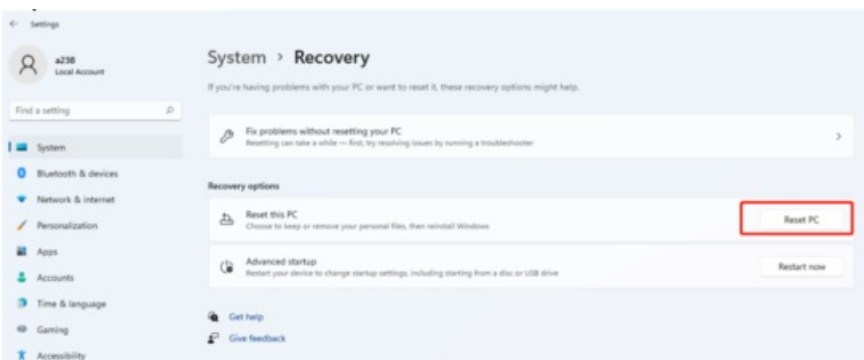 Settings
a238
Local Account
Find a setting
System
Bluetooth & devices
Network & internet
Personalization
Apps
Accounts
Time & language
Gaming
Accessibility
System > Recovery
If you're having problems with your PC or want to reset it, these recovery options might help.
Fix problems without resetting your PC
Resetting can take a while — first, try resolving issues by running a troubleshooter
Recovery options
Reset this PC
Choose to keep or remove your personal files, then reinstall Windows
Reset PC
Advanced startup
Restart your device to change startup settings, including starting from a disc or USB drive
Restart now
Get help
Give feedback